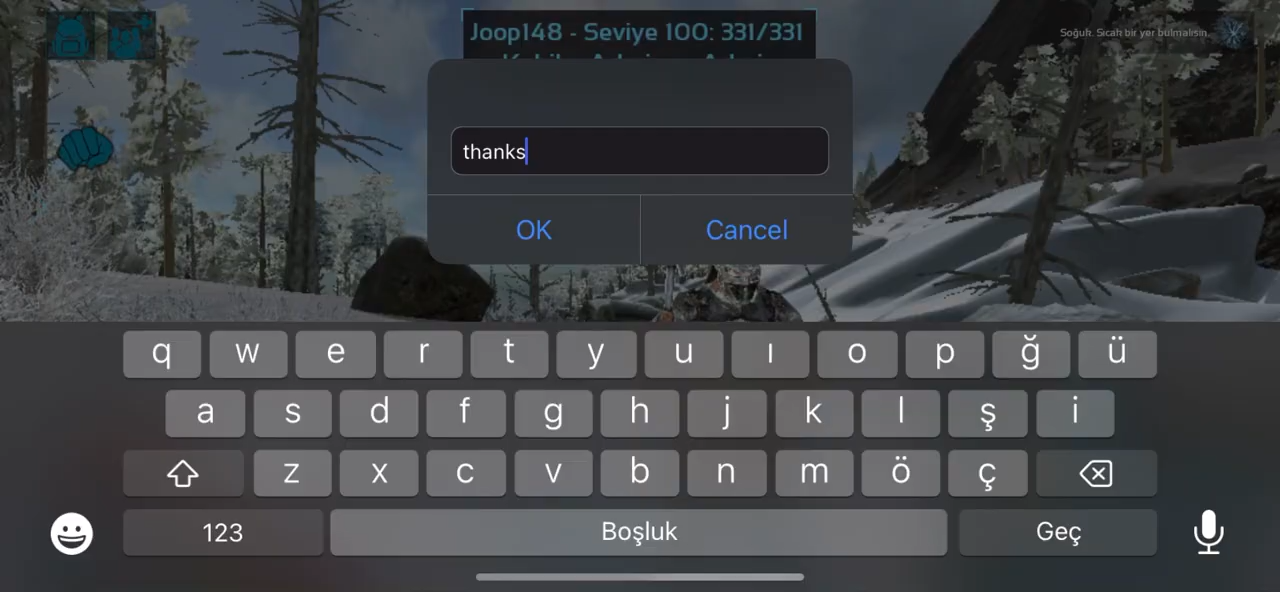 Joop148 - Seviye 100: 331/331
Soğuk. Sıcak bir yer bulmalısın.
thanks
OK Cancel
q w e r t y u ı o p ğ ü
a s d f g h j k l ş i
z x c v b n m ö ç
123 Boşluk Geç